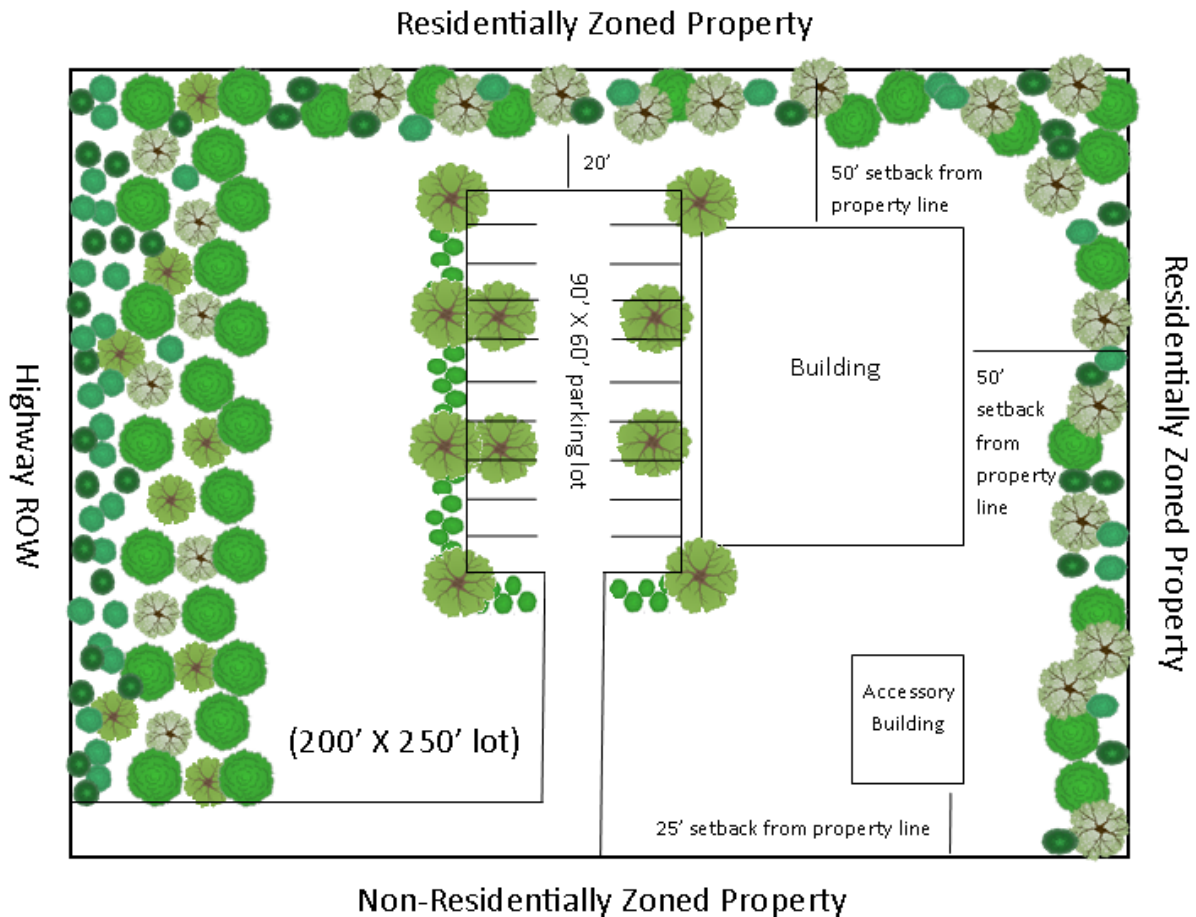 Residentially Zoned Property
20’
50’ setback from
property line
90’ X 60’ parking lot
Building
50’
setback
from
property
line
Residentially Zoned Property
Highway ROW
Accessory
Building
(200’ X 250’ lot)
25’ setback from property line
Non-Residentially Zoned Property